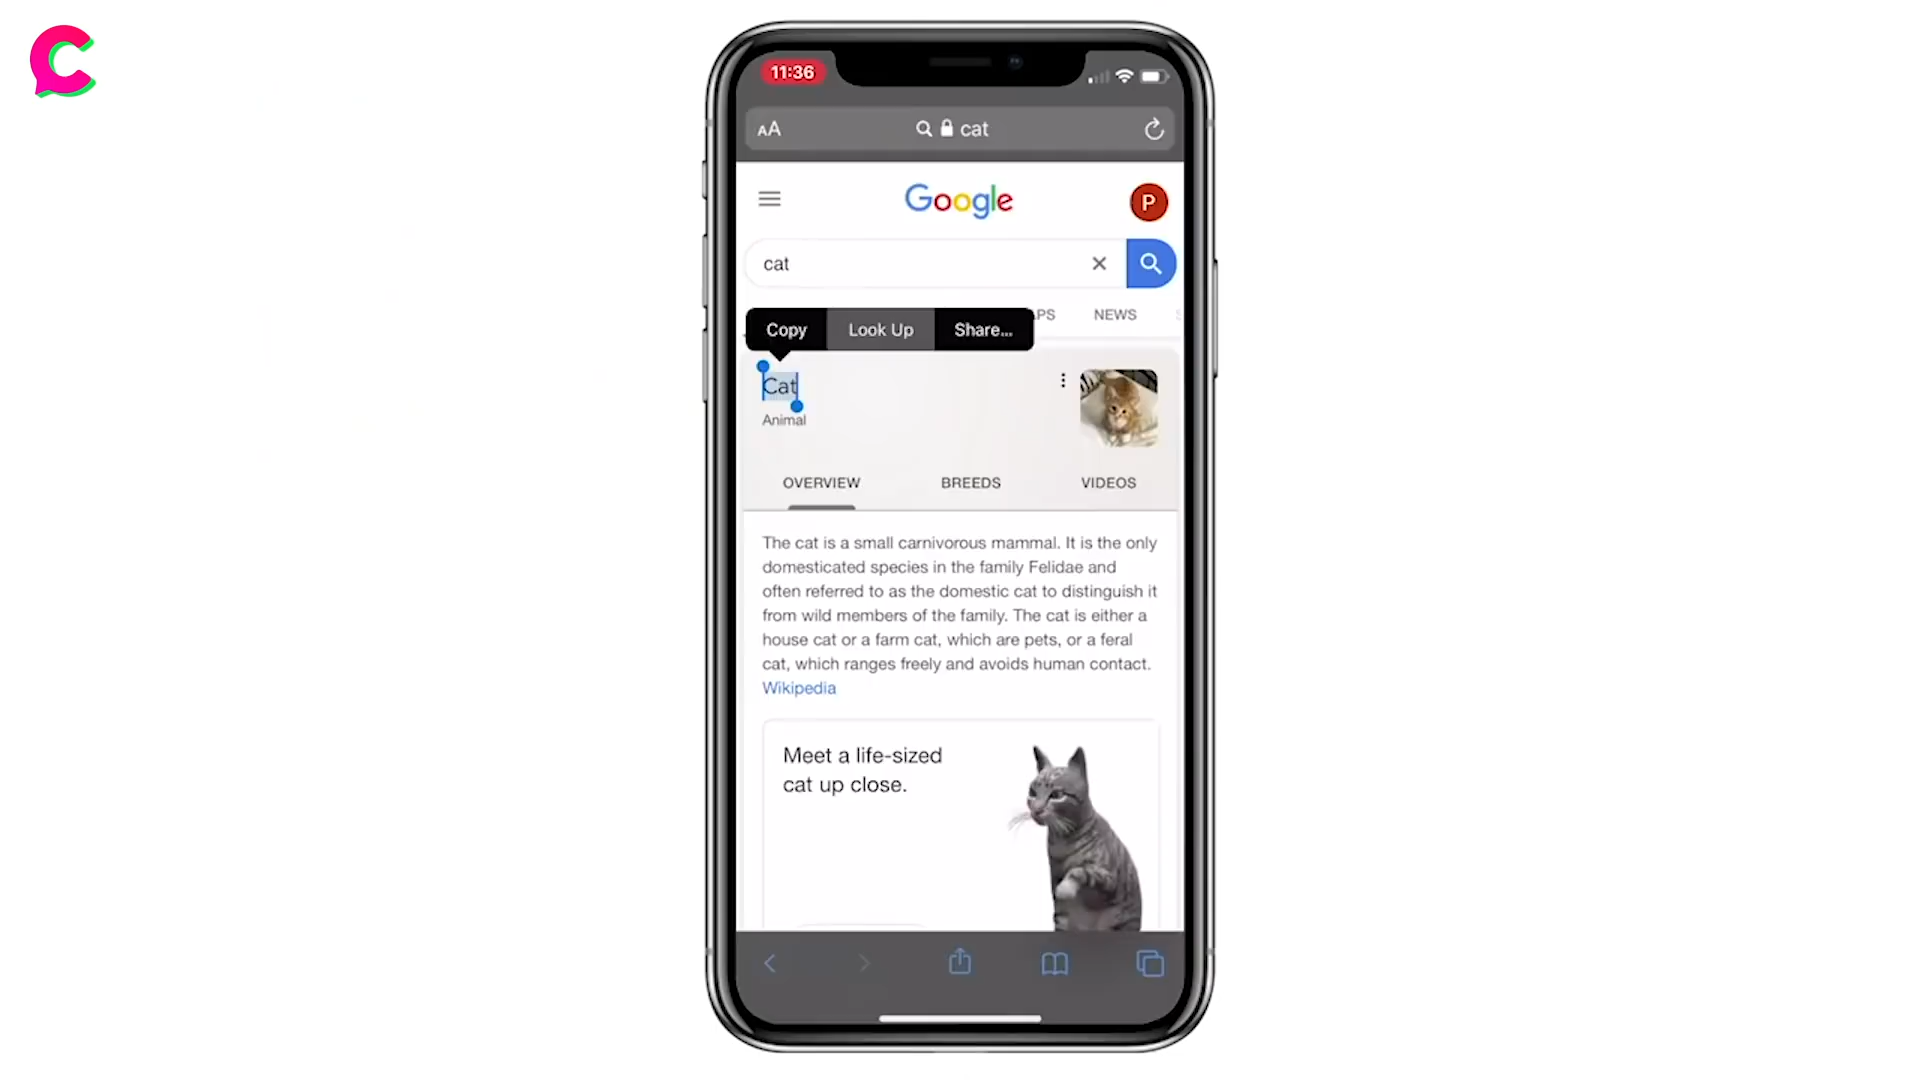 11:36
AA
cat
Google
P
cat
NEWS
Copy
Look Up
Share...
Cat
Animal
OVERVIEW
BREEDS
VIDEOS
The cat is a small carnivorous mammal. It is the only
domesticated species in the family Felidae and
often referred to as the domestic cat to distinguish it
from wild members of the family. The cat is either a
house cat or a farm cat, which are pets, or a feral
cat, which ranges freely and avoids human contact.
Wikipedia
Meet a life-sized
cat up close.